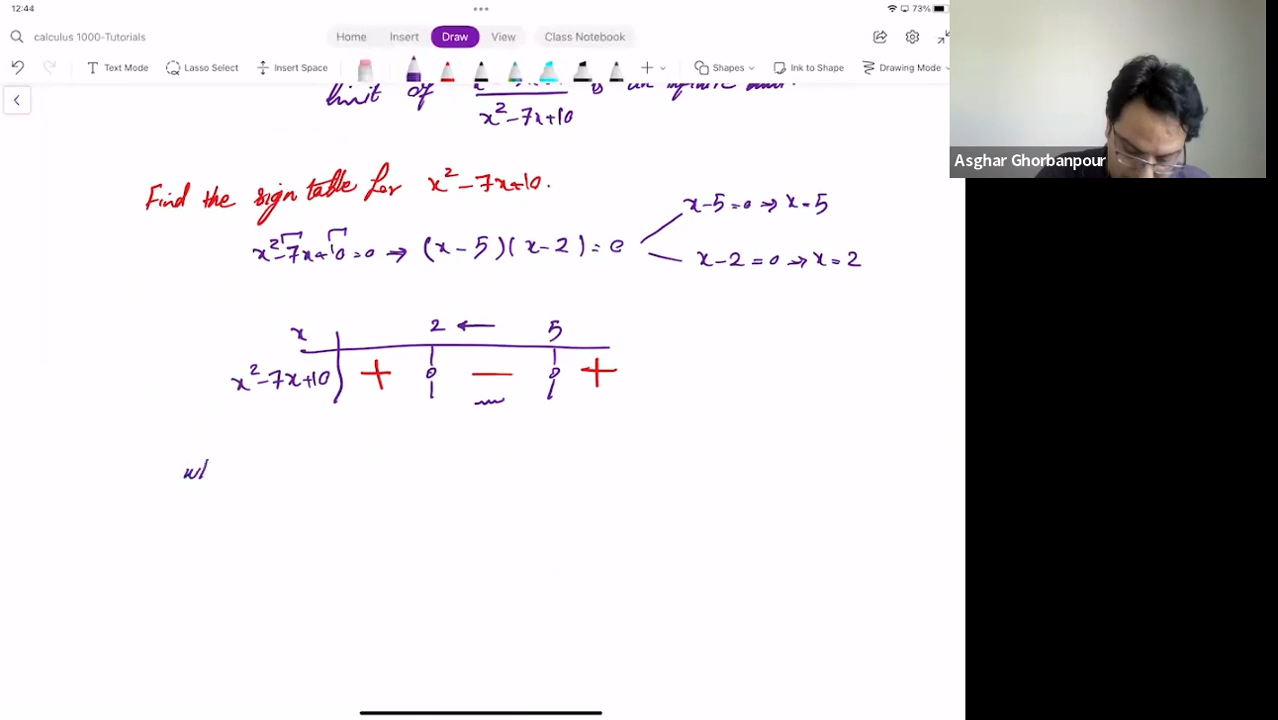 12:44
73%
calculus 1000-Tutorials
Home Insert Draw View Class Notebook
Text Mode Lasso Select Insert Space Shapes Ink to Shape Drawing Mode
limit of
x²-7x+10
Find the sign table for x²-7x+10.
x²-7x+10=0 → (x-5)(x-2)=0
x-5=0 → x=5
x-2=0 → x=2
x 2 ← 5
x²-7x+10 + 0 − 0 +
Asghar Ghorbanpour